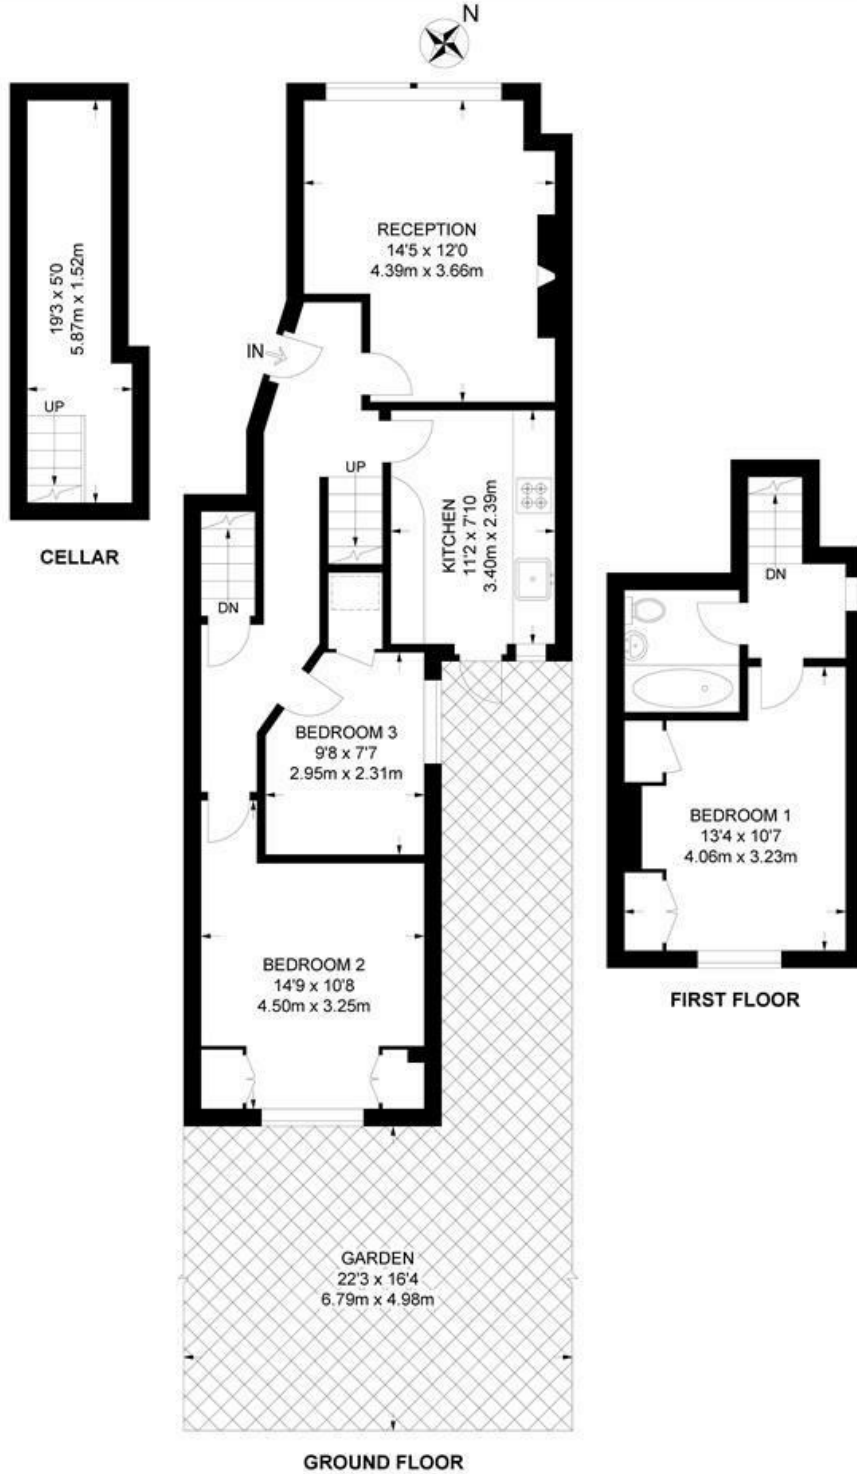 N
19'3 x 5'0
5.87m x 1.52m
UP
CELLAR
RECEPTION
14'5 x 12'0
4.39m x 3.66m
IN
UP
KITCHEN
11'2 x 7'10
3.40m x 2.39m
DN
BEDROOM 3
9'8 x 7'7
2.95m x 2.31m
BEDROOM 2
14'9 x 10'8
4.50m x 3.25m
GARDEN
22'3 x 16'4
6.79m x 4.98m
GROUND FLOOR
DN
BEDROOM 1
13'4 x 10'7
4.06m x 3.23m
FIRST FLOOR